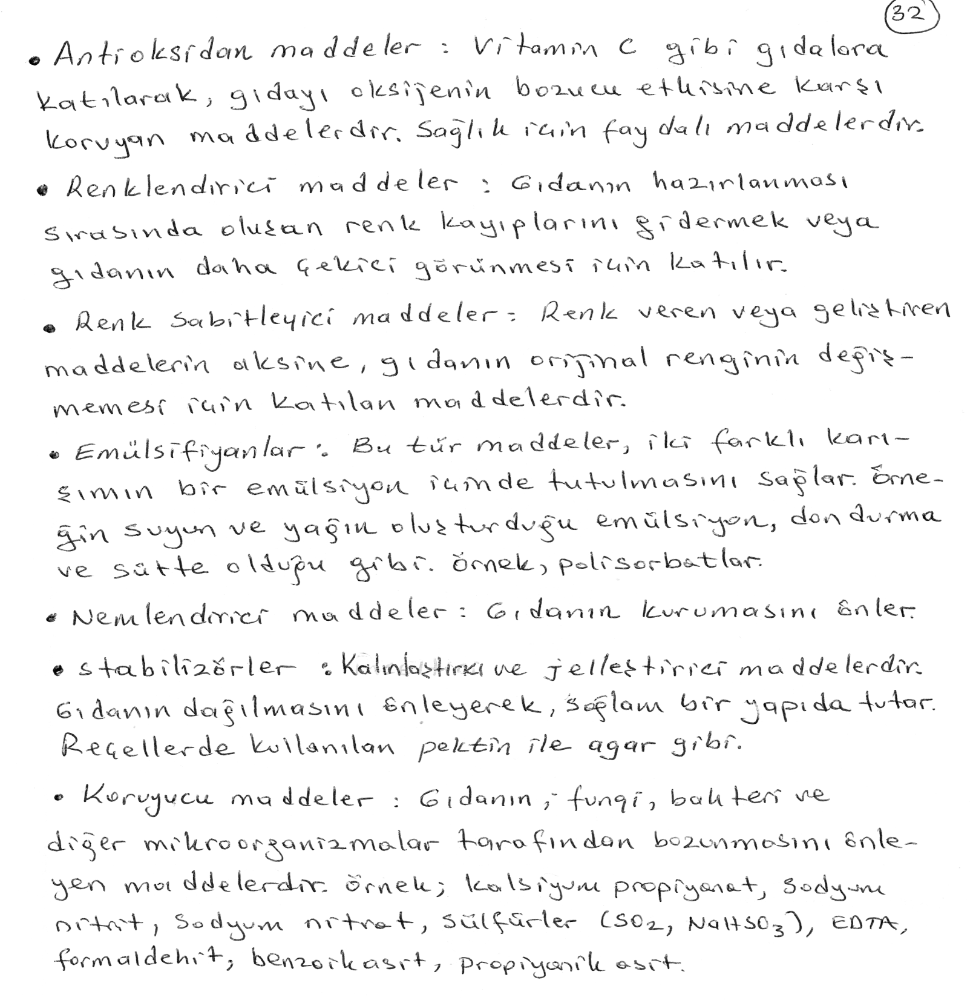 32
• Antioksidan maddeler : Vitamin C gibi gıdalara
katılarak, gıdayı oksijenin bozucu etkisine karşı
koruyan maddelerdir. Sağlık için faydalı maddelerdir.
• Renklendirici maddeler : Gıdanın hazırlanması
sırasında oluşan renk kayıplarını gidermek veya
gıdanın daha çekici görünmesi için katılır.
• Renk sabitleyici maddeler : Renk veren veya geliştiren
maddelerin aksine, gıdanın orijinal renginin değiş-
memesi için katılan maddelerdir.
• Emülsifiyanlar : Bu tür maddeler, iki farklı karı-
şımın bir emülsiyon içinde tutulmasını sağlar. Örne-
ğin suyun ve yağın oluşturduğu emülsiyon, dondurma
ve sütte olduğu gibi. Örnek, polisorbatlar.
• Nemlendirici maddeler : Gıdanın kurumasını önler.
• Stabilizörler : Kalınlaştırıcı ve jelleştirici maddelerdir.
Gıdanın dağılmasını önleyerek, sağlam bir yapıda tutar.
Reçellerde kullanılan pektin ile agar gibi.
• Koruyucu maddeler : Gıdanın, fungi, bakteri ve
diğer mikroorganizmalar tarafından bozunmasını önle-
yen maddelerdir. Örnek; kalsiyum propiyonat, sodyum
nitrit, sodyum nitrat, sülfürler (SO2, NaHSO3), EDTA,
formaldehit, benzoik asit, propiyonik asit.